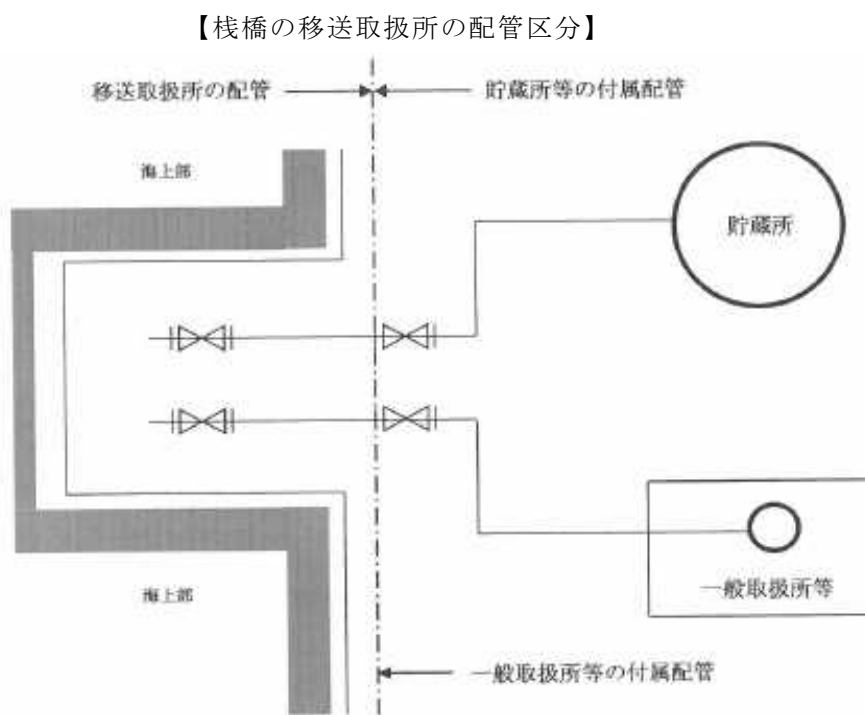 【桟橋の移送取扱所の配管区分】
移送取扱所の配管
貯蔵所等の付属配管
海上部
貯蔵所
一般取扱所等
海上部
一般取扱所等の付属配管